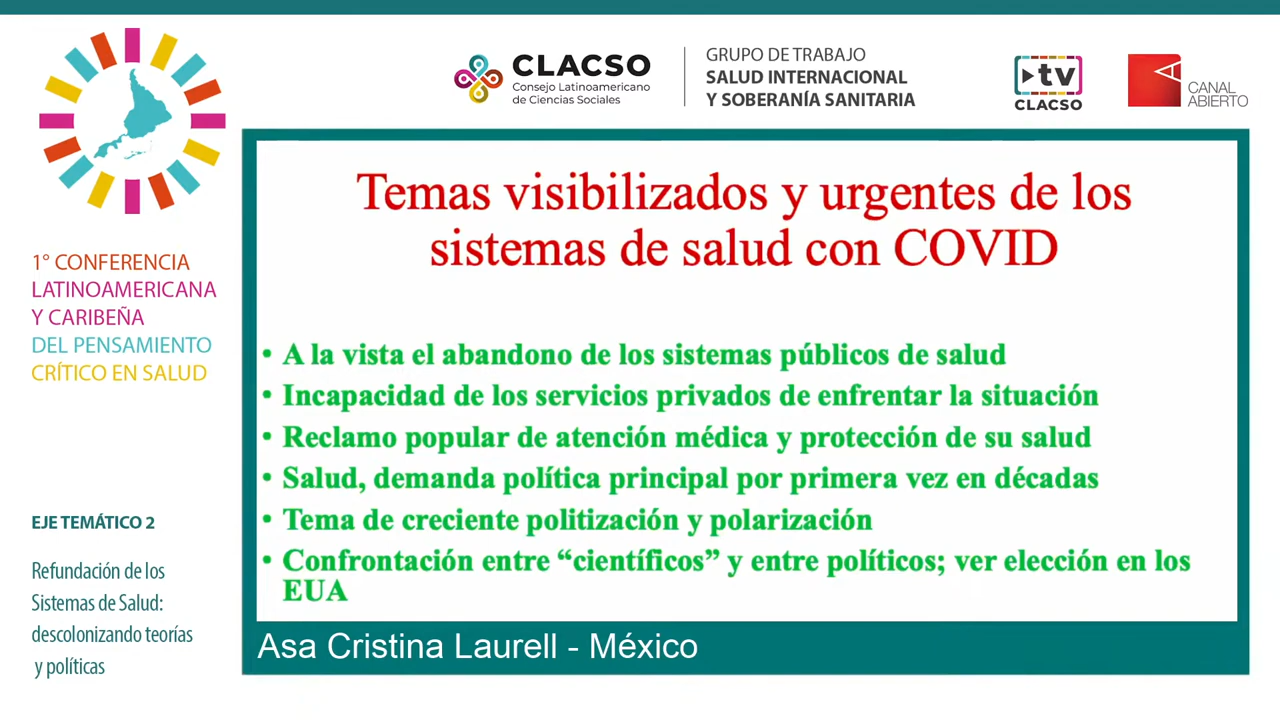 CLACSO
Consejo Latinoamericano
de Ciencias Sociales
GRUPO DE TRABAJO
SALUD INTERNACIONAL
Y SOBERANÍA SANITARIA
tv
CLACSO
CANAL
ABIERTO
1° CONFERENCIA
LATINOAMERICANA
Y CARIBEÑA
DEL PENSAMIENTO
CRÍTICO EN SALUD
EJE TEMÁTICO 2
Refundación de los
Sistemas de Salud:
descolonizando teorías
y políticas
Temas visibilizados y urgentes de los
sistemas de salud con COVID
• A la vista el abandono de los sistemas públicos de salud
• Incapacidad de los servicios privados de enfrentar la situación
• Reclamo popular de atención médica y protección de su salud
• Salud, demanda política principal por primera vez en décadas
• Tema de creciente politización y polarización
• Confrontación entre “científicos” y entre políticos; ver elección en los
EUA
Asa Cristina Laurell - México